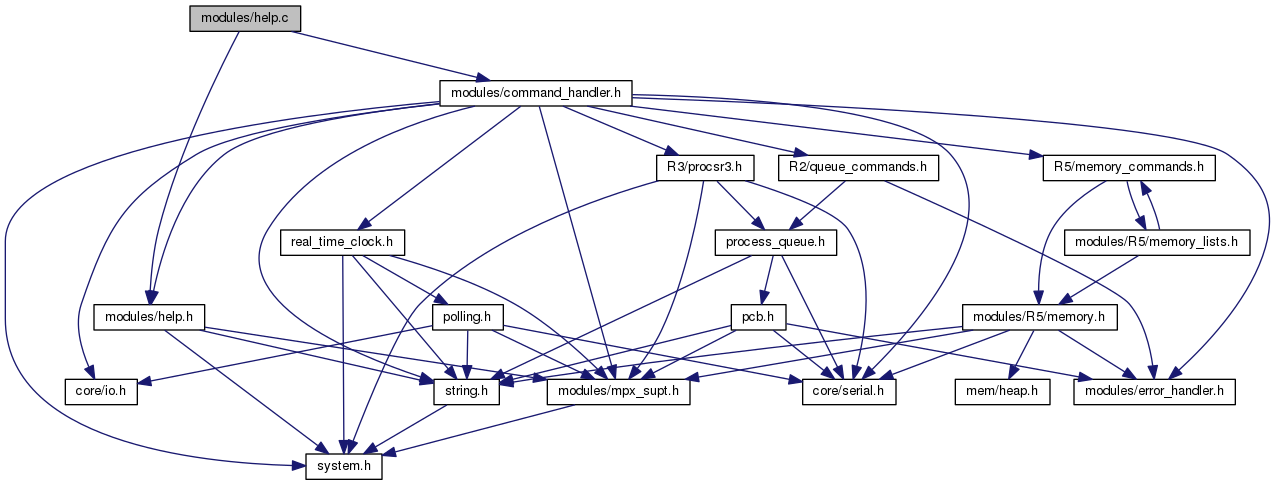 modules/help.c
modules/command_handler.h
R3/procsr3.h
R2/queue_commands.h
R5/memory_commands.h
real_time_clock.h
process_queue.h
modules/R5/memory_lists.h
modules/help.h
polling.h
pcb.h
modules/R5/memory.h
core/io.h
string.h
modules/mpx_supt.h
core/serial.h
mem/heap.h
modules/error_handler.h
system.h